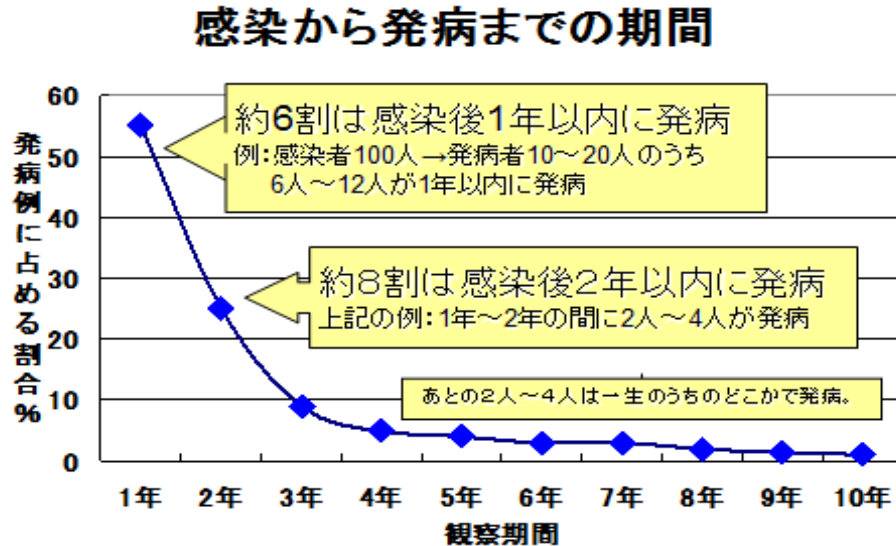 感染から発病までの期間
約6割は感染後1年以内に発病
例：感染者100人→発病者10～20人のうち
6人～12人が1年以内に発病
約8割は感染後2年以内に発病
上記の例：1年～2年の間に2人～4人が発病
あとの2人～4人は一生のうちのどこかで発病。
発病例に占める割合%
60
50
40
30
20
10
0
1年 2年 3年 4年 5年 6年 7年 8年 9年 10年
観察期間